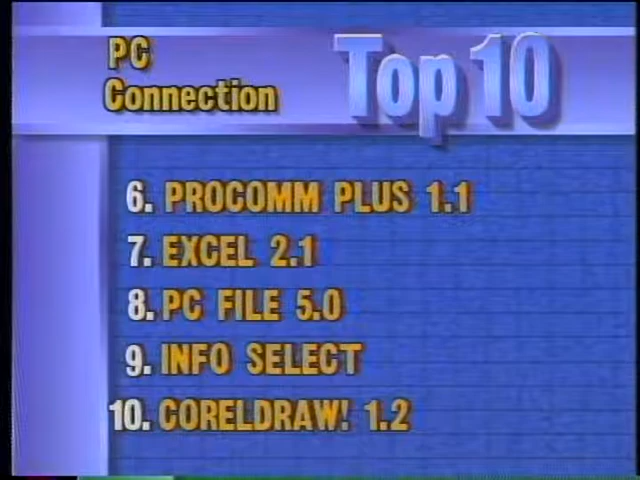 PC
Connection
Top 10
6. PROCOMM PLUS 1.1
7. EXCEL 2.1
8. PC FILE 5.0
9. INFO SELECT
10. CORELDRAW! 1.2